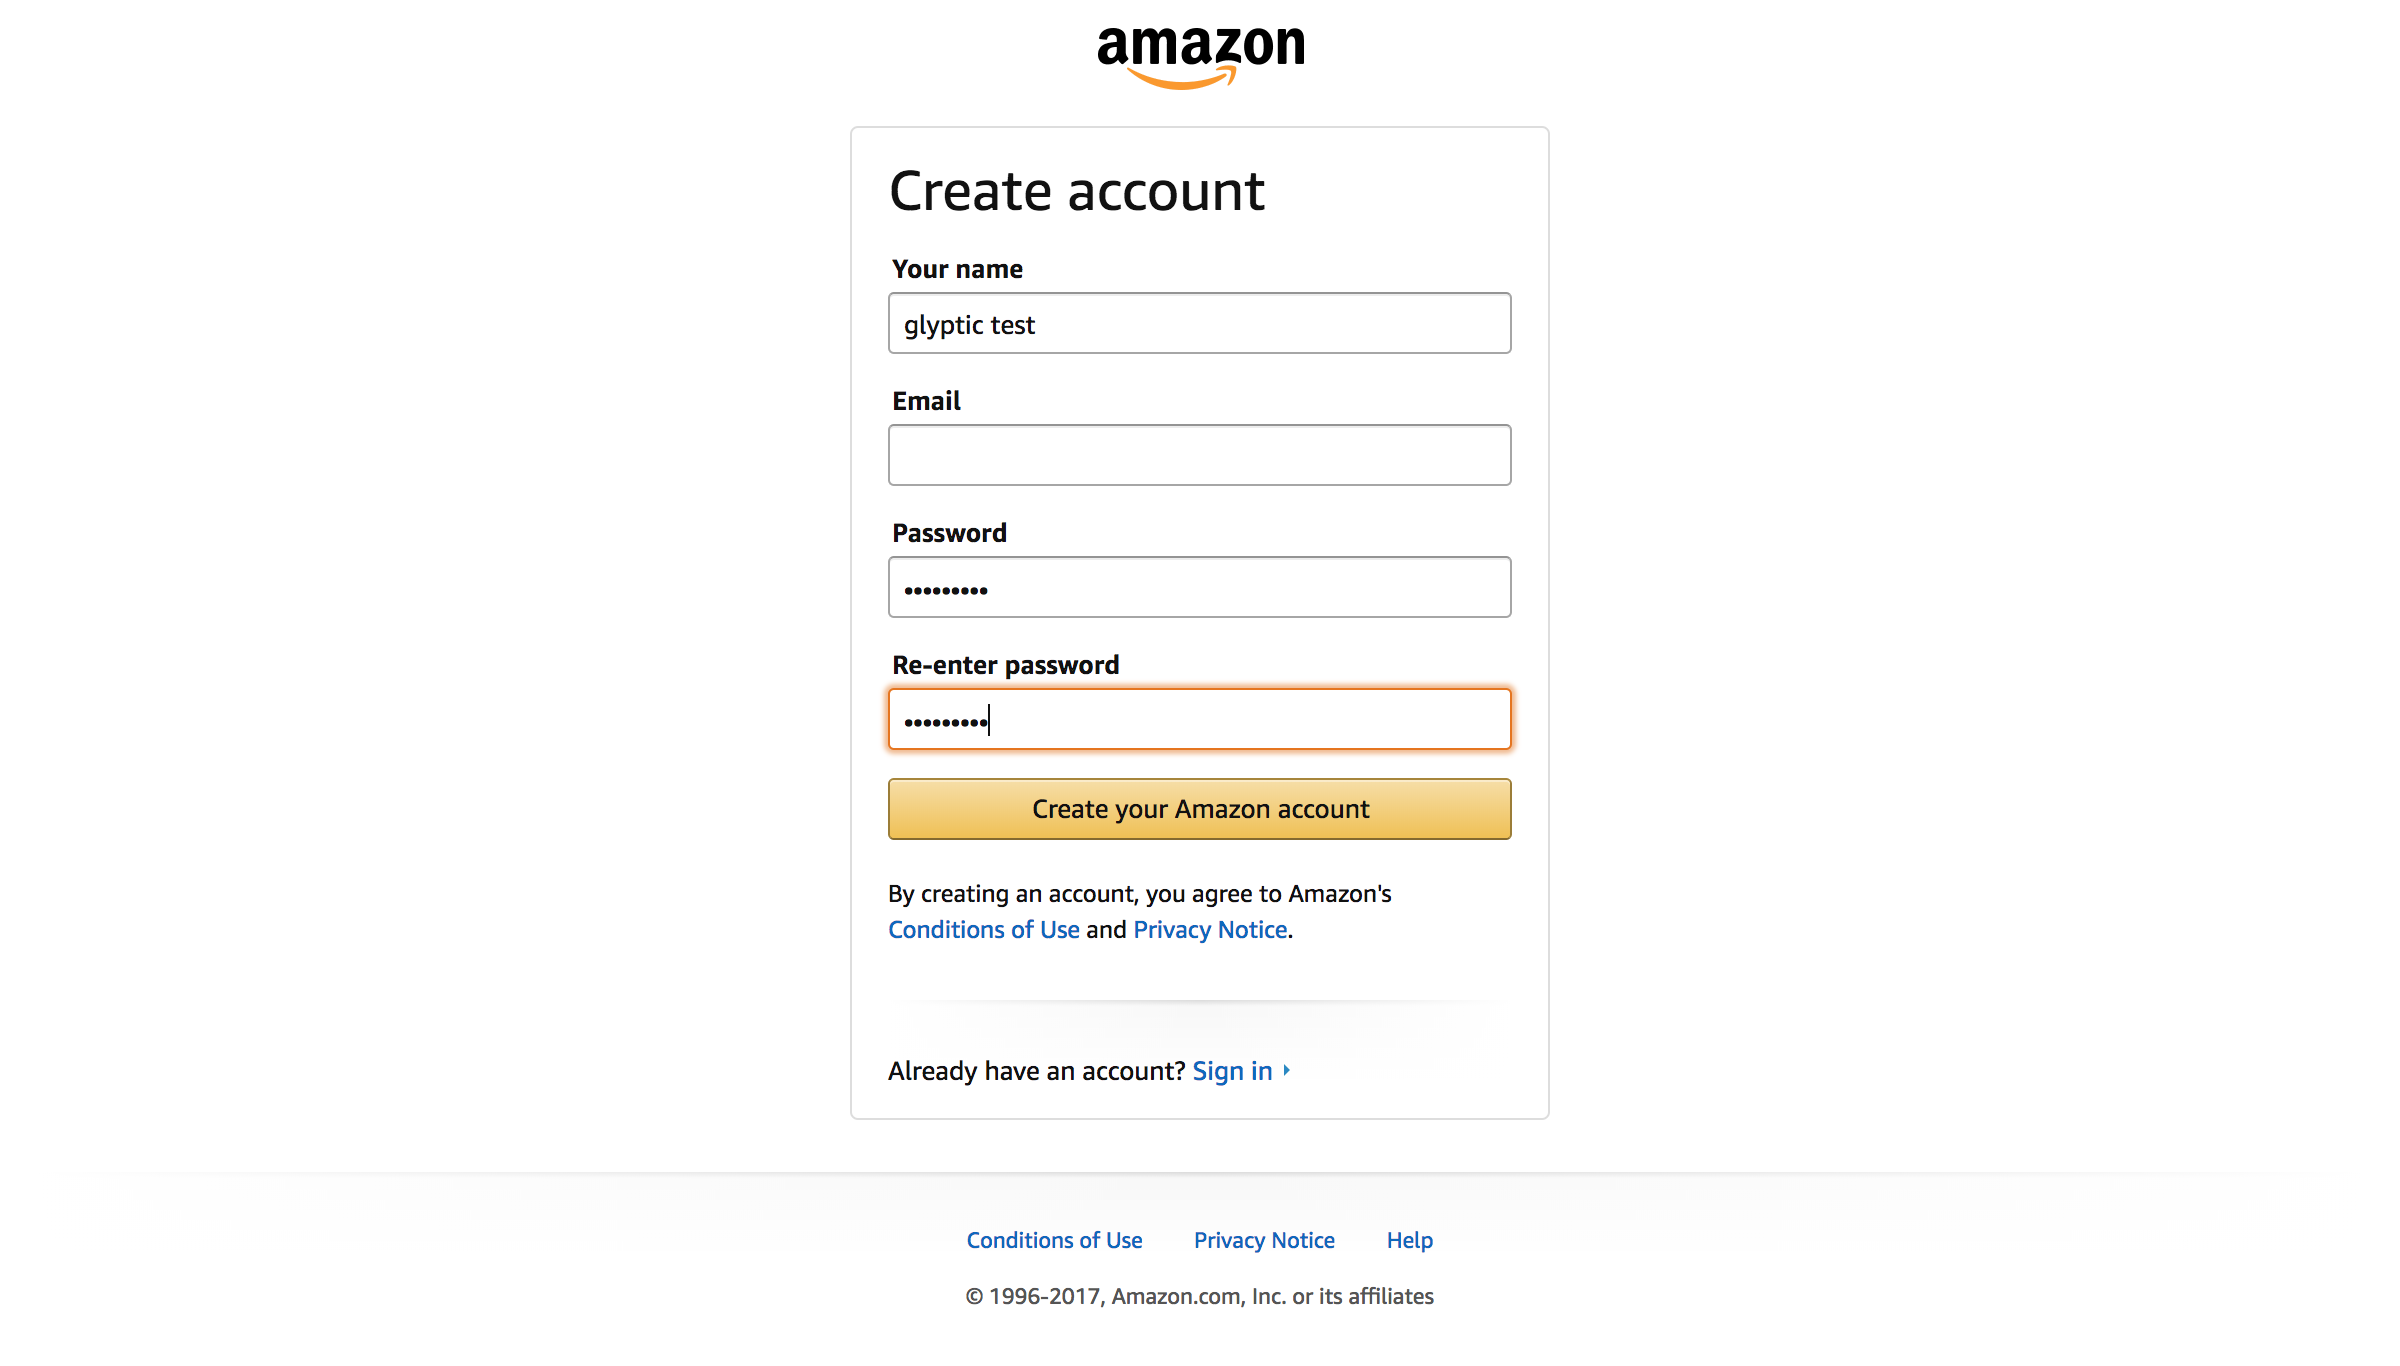 amazon
Create account
Your name
glyptic test
Email
Password
•••••••••
Re-enter password
•••••••••
Create your Amazon account
By creating an account, you agree to Amazon's
Conditions of Use and Privacy Notice.
Already have an account? Sign in
Conditions of Use Privacy Notice Help
© 1996-2017, Amazon.com, Inc. or its affiliates